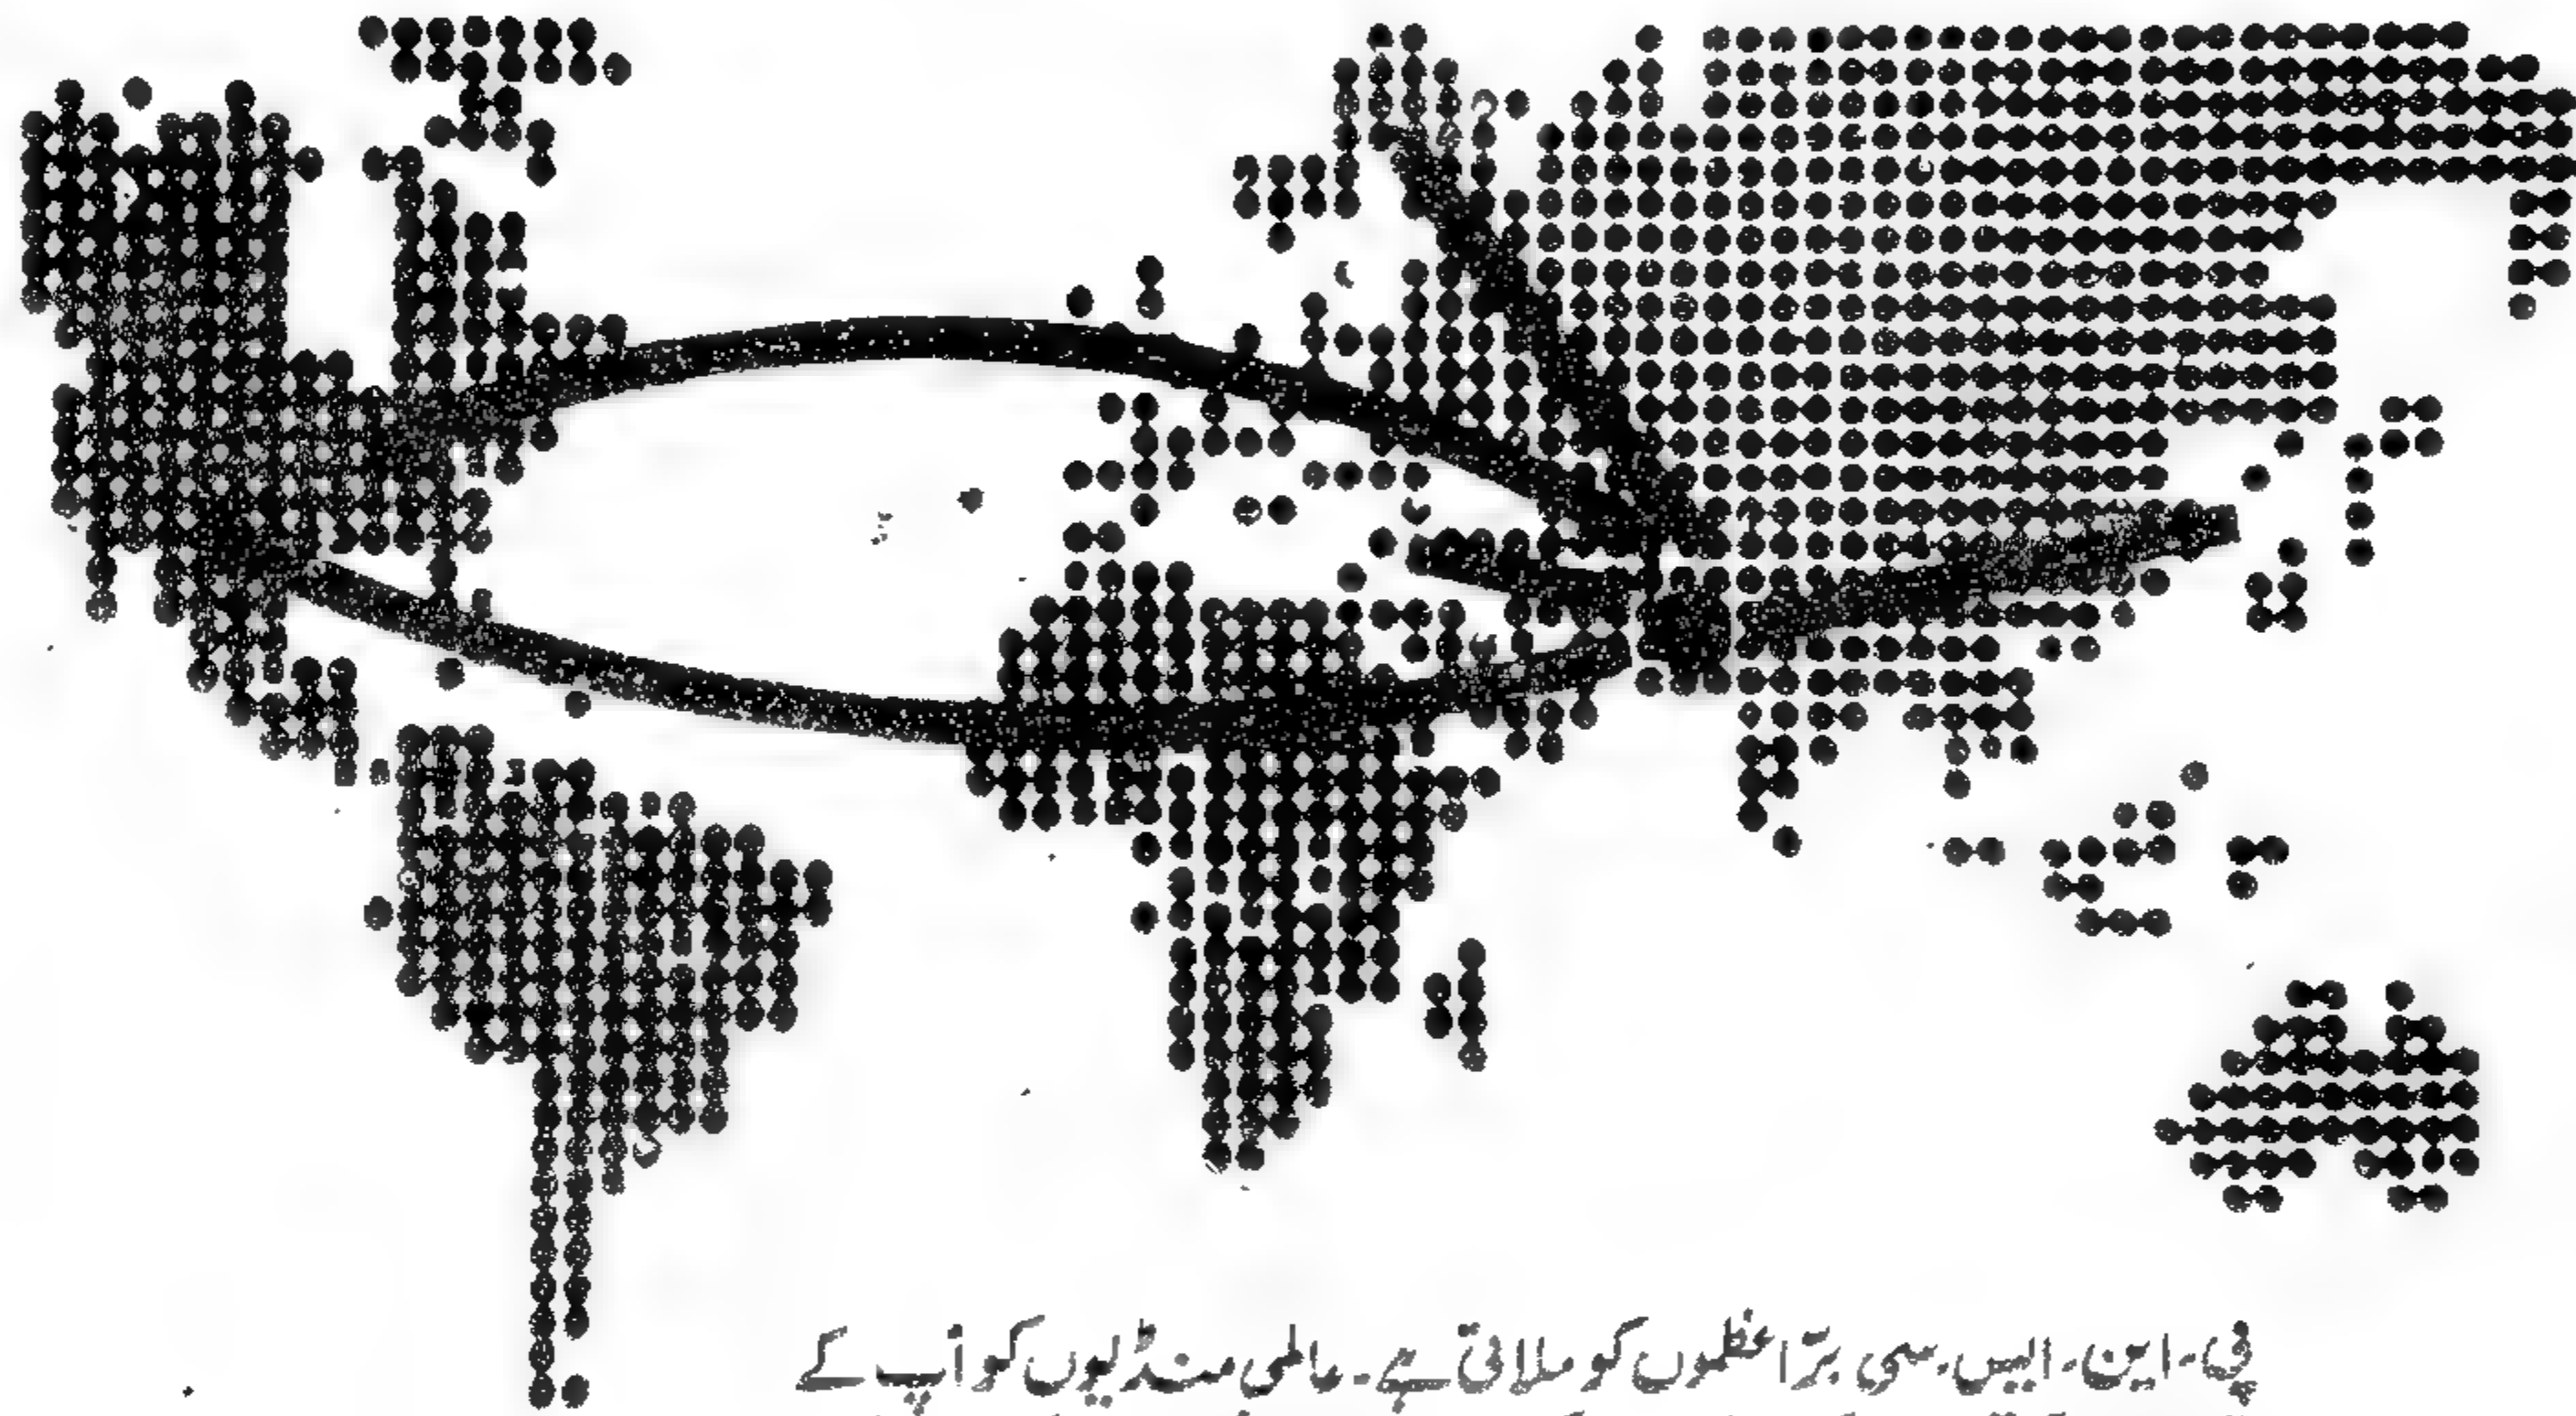 پی۔این۔ایس۔سی برّاعظموں کو ملاتی ہے۔ عالمی منڈیوں کو آپ کے